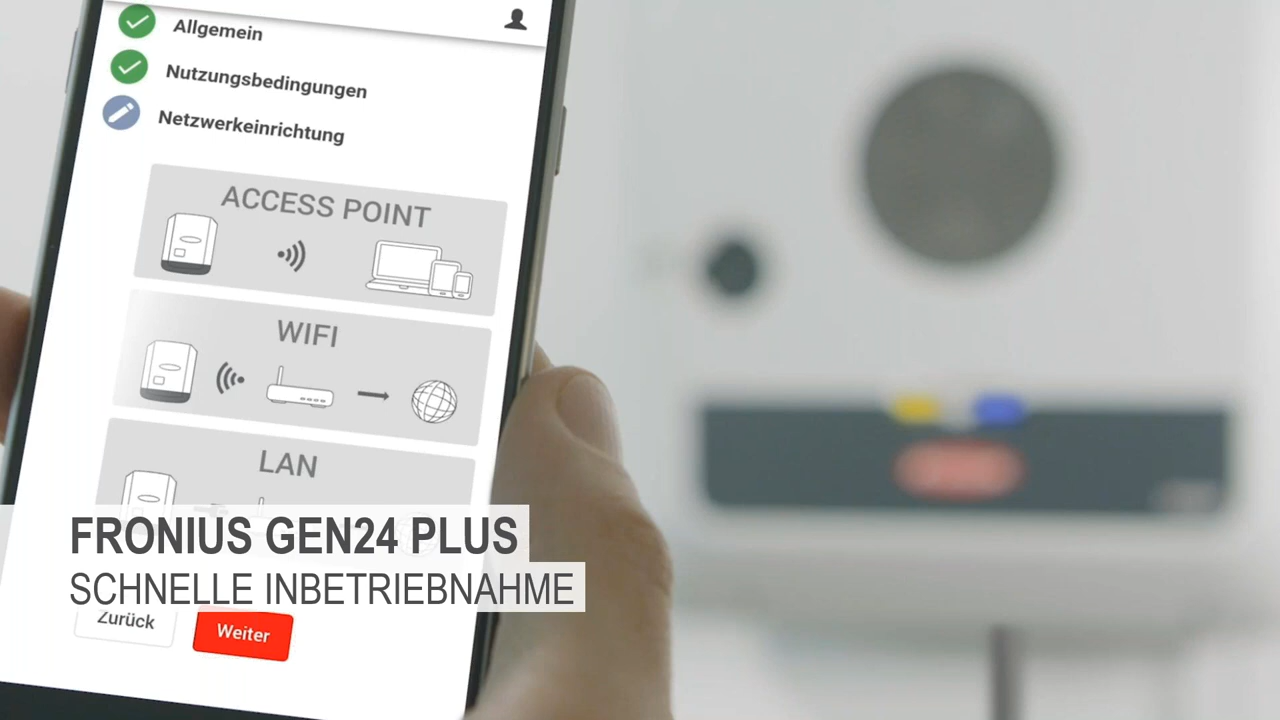 Allgemein
Nutzungsbedingungen
Netzwerkeinrichtung
ACCESS POINT
WIFI
LAN
FRONIUS GEN24 PLUS
SCHNELLE INBETRIEBNAHME
Zurück
Weiter